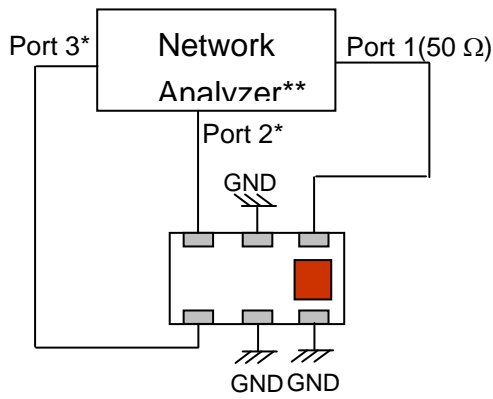 Port 3*
Network
Analyzer**
Port 1(50 Ω)
Port 2*
GND
GND GND